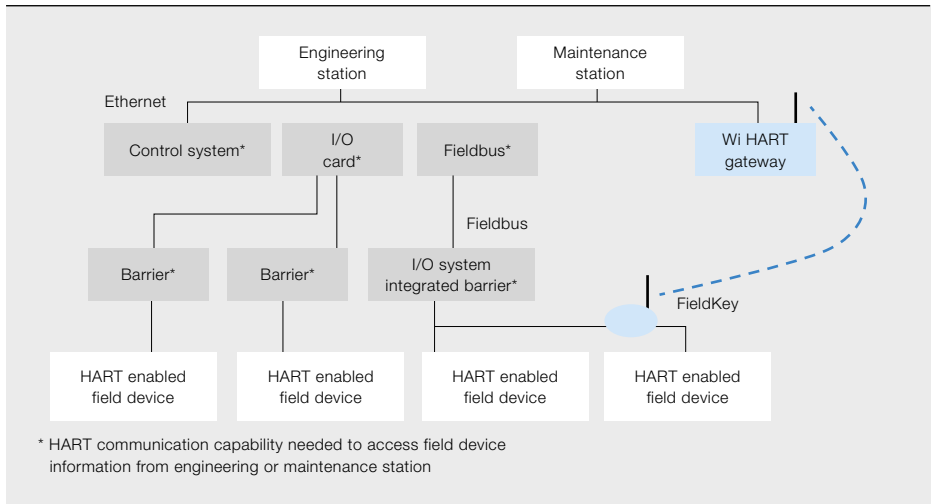 Engineering
station
Maintenance
station
Ethernet
Control system*
I/O
card*
Fieldbus*
Wi HART
gateway
Fieldbus
Barrier*
Barrier*
I/O system
integrated barrier*
FieldKey
HART enabled
field device
HART enabled
field device
HART enabled
field device
HART enabled
field device
* HART communication capability needed to access field device
information from engineering or maintenance station